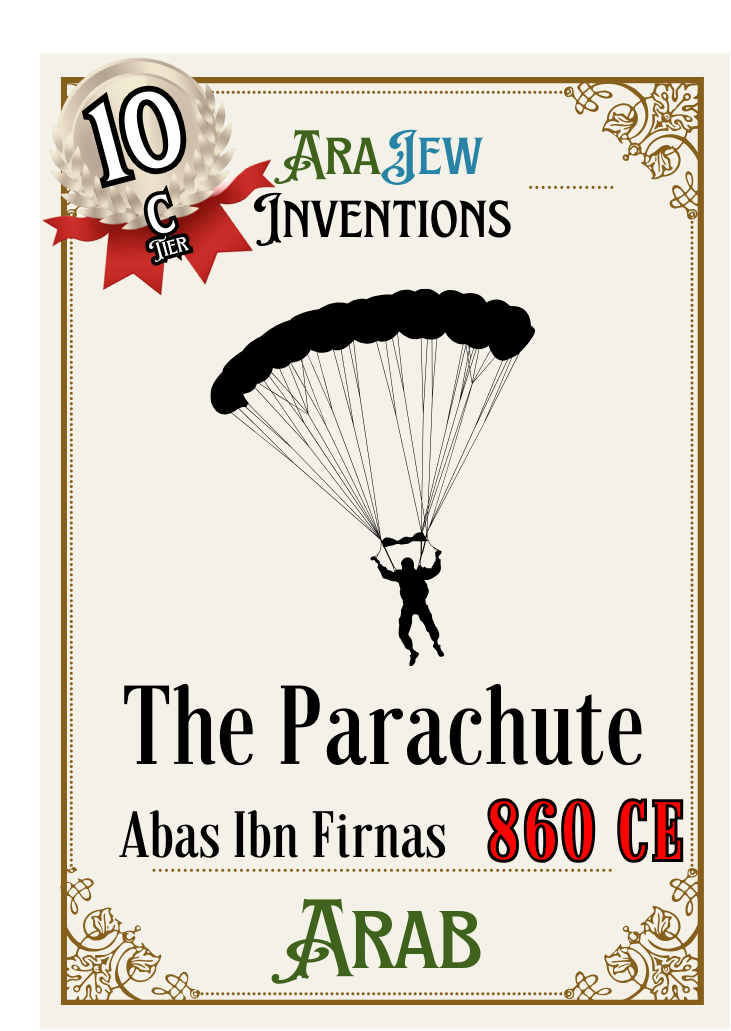 10
C
Tier
AraJew
Inventions
The Parachute
Abas Ibn Firnas 860 CE
Arab